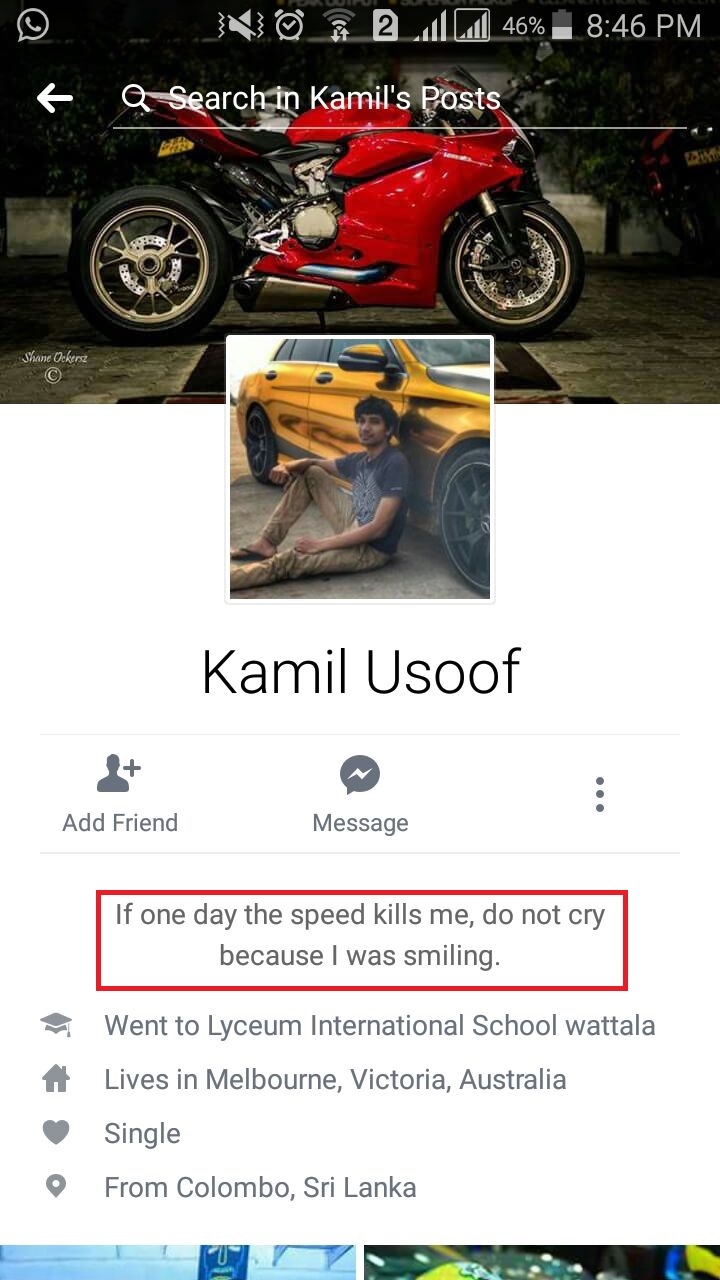 46% 8:46 PM
2
Search in Kamil's Posts
Shane Ockersz
©
Kamil Usoof
Add Friend
Message
If one day the speed kills me, do not cry
because I was smiling.
Went to Lyceum International School wattala
Lives in Melbourne, Victoria, Australia
Single
From Colombo, Sri Lanka